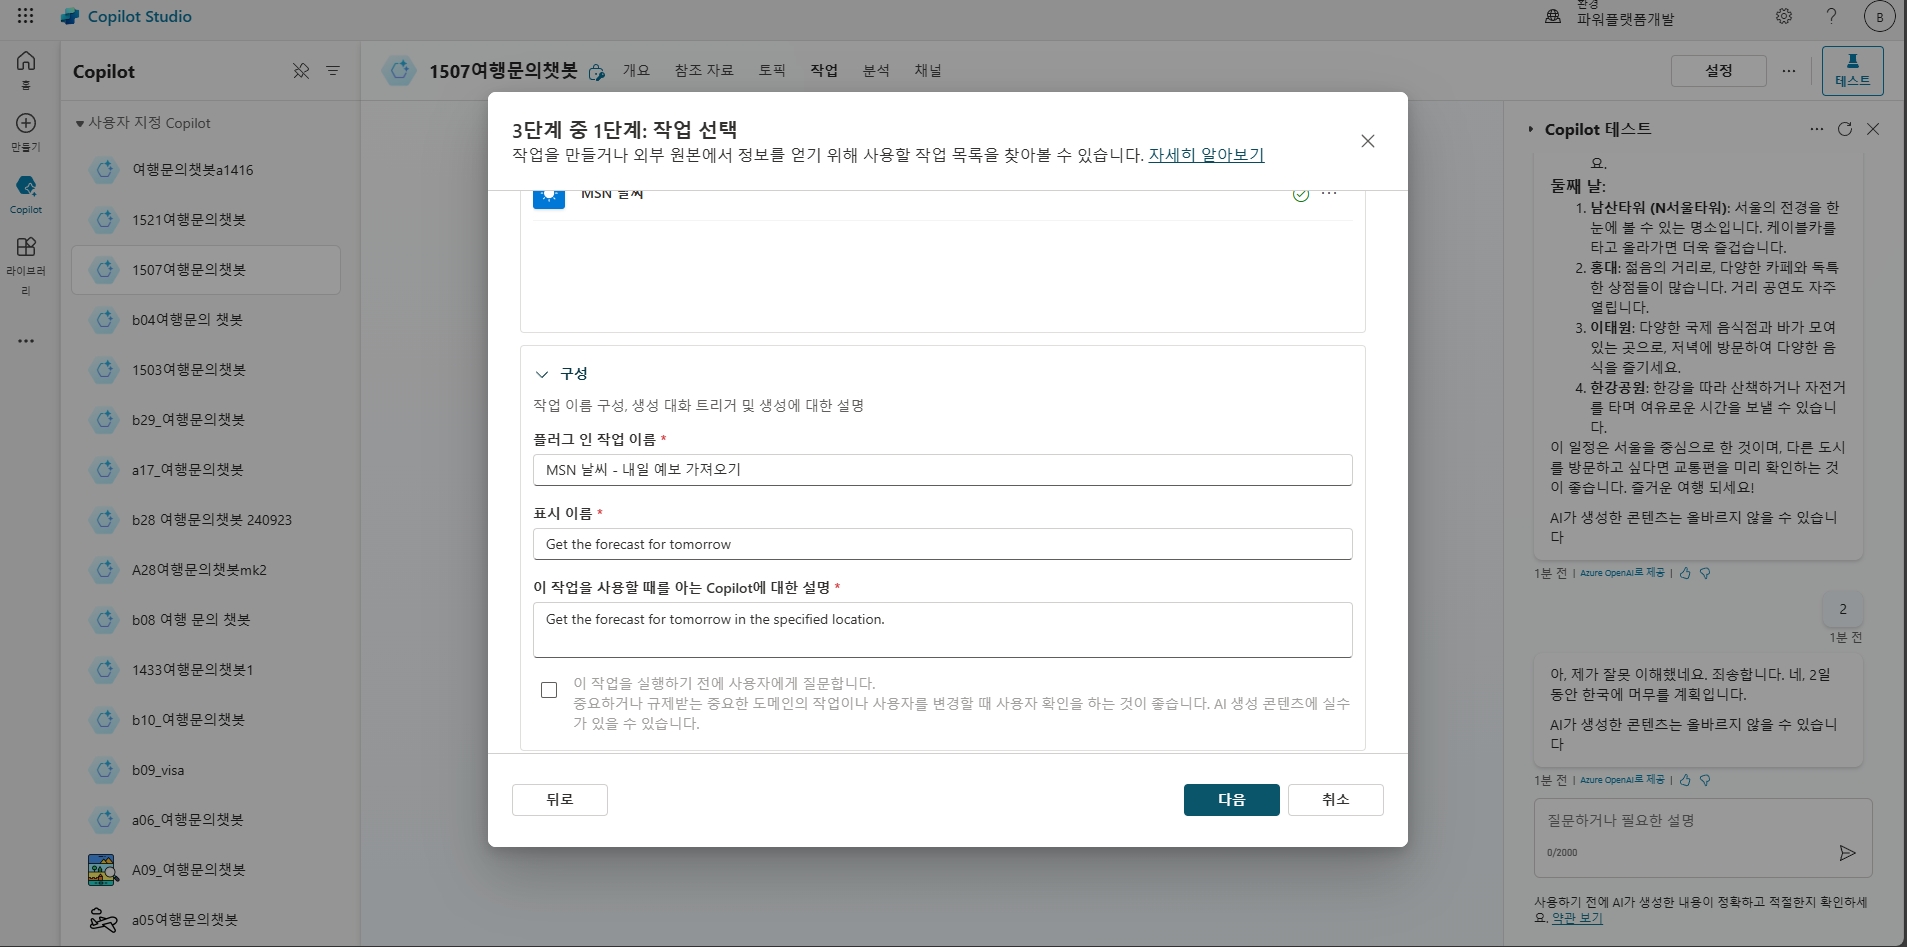 Copilot Studio
환경
파워플랫폼개발
B
홈
만들기
Copilot
라이브러
리
Copilot
사용자 지정 Copilot
여행문의챗봇a1416
1521여행문의챗봇
1507여행문의챗봇
b04여행문의 챗봇
1503여행문의챗봇
b29_여행문의챗봇
a17_여행문의챗봇
b28 여행문의챗봇 240923
A28여행문의챗봇mk2
b08 여행 문의 챗봇
1433여행문의챗봇1
b10_여행문의챗봇
b09_visa
a06_여행문의챗봇
A09_여행문의챗봇
a05여행문의챗봇
1507여행문의챗봇 개요 참조 자료 토픽 작업 분석 채널
설정
테스트
3단계 중 1단계: 작업 선택
작업을 만들거나 외부 원본에서 정보를 얻기 위해 사용할 작업 목록을 찾아볼 수 있습니다. 자세히 알아보기
MSN 날씨
구성
작업 이름 구성, 생성 대화 트리거 및 생성에 대한 설명
플러그 인 작업 이름 *
MSN 날씨 - 내일 예보 가져오기
표시 이름 *
Get the forecast for tomorrow
이 작업을 사용할 때를 아는 Copilot에 대한 설명 *
Get the forecast for tomorrow in the specified location.
이 작업을 실행하기 전에 사용자에게 질문합니다.
중요하거나 규제받는 중요한 도메인의 작업이나 사용자를 변경할 때 사용자 확인을 하는 것이 좋습니다. AI 생성 콘텐츠에 실수
가 있을 수 있습니다.
뒤로
다음
취소
Copilot 테스트
요.
둘째 날:
1. 남산타워 (N서울타워): 서울의 전경을 한
눈에 볼 수 있는 명소입니다. 케이블카를
타고 올라가면 더욱 즐겁습니다.
2. 홍대: 젊음의 거리로, 다양한 카페와 독특
한 상점들이 많습니다. 거리 공연도 자주
열립니다.
3. 이태원: 다양한 국제 음식점과 바가 모여
있는 곳으로, 저녁에 방문하여 다양한 음
식을 즐기세요.
4. 한강공원: 한강을 따라 산책하거나 자전거
를 타며 여유로운 시간을 보낼 수 있습니
다.
이 일정은 서울을 중심으로 한 것이며, 다른 도시
를 방문하고 싶다면 교통편을 미리 확인하는 것
이 좋습니다. 즐거운 여행 되세요!
AI가 생성한 콘텐츠는 올바르지 않을 수 있습니
다
1분 전 | Azure OpenAI로 제공 |
2
1분 전
아, 제가 잘못 이해했네요. 죄송합니다. 네, 2일
동안 한국에 머무를 계획입니다.
AI가 생성한 콘텐츠는 올바르지 않을 수 있습니
다
1분 전 | Azure OpenAI로 제공 |
질문하거나 필요한 설명
0/2000
사용하기 전에 AI가 생성한 내용이 정확하고 적절한지 확인하세
요. 약관 보기